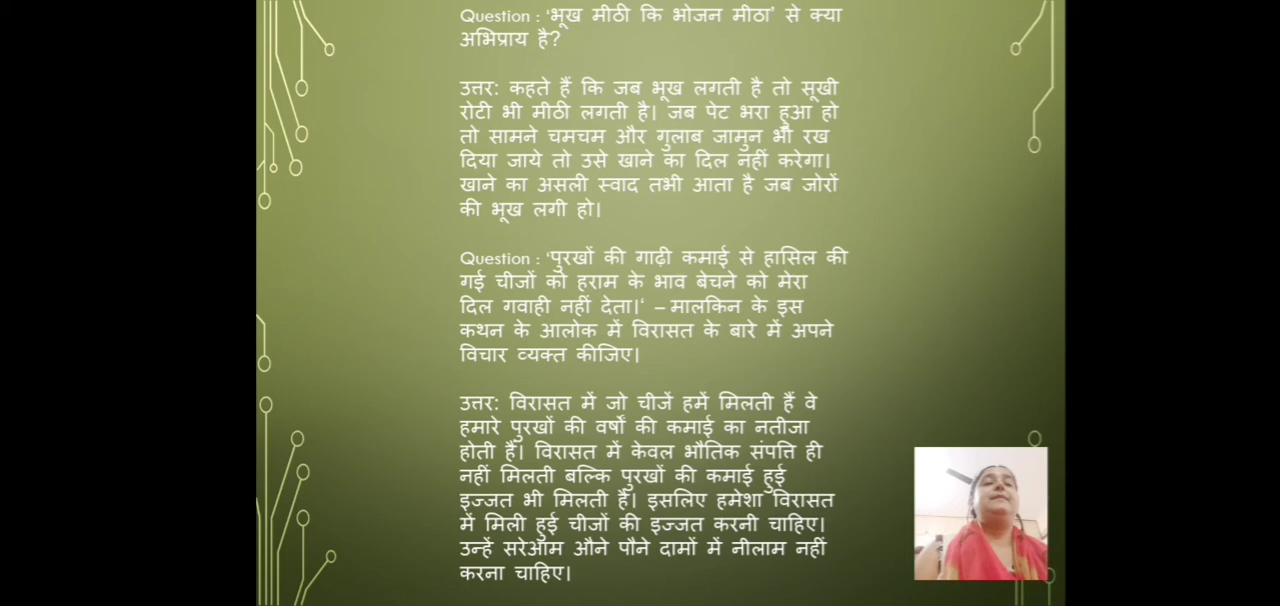 Question : ‘भूख मीठी कि भोजन मीठा’ से क्या
अभिप्राय है?
उत्तर: कहते हैं कि जब भूख लगती है तो सूखी
रोटी भी मीठी लगती है। जब पेट भरा हुआ हो
तो सामने चमचम और गुलाब जामुन भी रख
दिया जाये तो उसे खाने का दिल नहीं करेगा।
खाने का असली स्वाद तभी आता है जब जोरों
की भूख लगी हो।
Question : ‘पुरखों की गाढ़ी कमाई से हासिल की
गई चीजों को हराम के भाव बेचने को मेरा
दिल गवाही नहीं देता।‘ – मालकिन के इस
कथन के आलोक में विरासत के बारे में अपने
विचार व्यक्त कीजिए।
उत्तर: विरासत में जो चीजें हमें मिलती हैं वे
हमारे पुरखों की वर्षों की कमाई का नतीजा
होती हैं। विरासत में केवल भौतिक संपत्ति ही
नहीं मिलती बल्कि पुरखों की कमाई हुई
इज्जत भी मिलती है। इसलिए हमेशा विरासत
में मिली हुई चीजों की इज्जत करनी चाहिए।
उन्हें सरेआम औने पौने दामों में नीलाम नहीं
करना चाहिए।